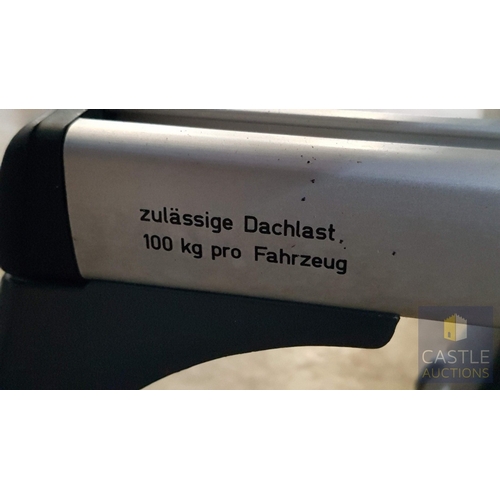 zulässige Dachlast,
100 kg pro Fahrzeug
CASTLE
AUCTIONS